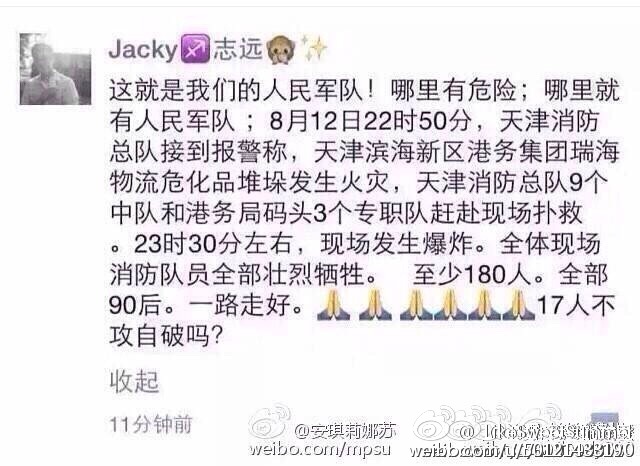 Jacky♐志远🙊✨
这就是我们的人民军队！哪里有危险；哪里就
有人民军队；8月12日22时50分，天津消防
总队接到报警称，天津滨海新区港务集团瑞海
物流危化品堆垛发生火灾，天津消防总队9个
中队和港务局码头3个专职队赶赴现场扑救
。23时30分左右，现场发生爆炸。全体现场
消防队员全部壮烈牺牲。 至少180人。全部
90后。一路走好。🙏🙏🙏🙏🙏🙏17人不
攻自破吗？
收起
11分钟前
@安琪莉娜苏
weibo.com/mpsu